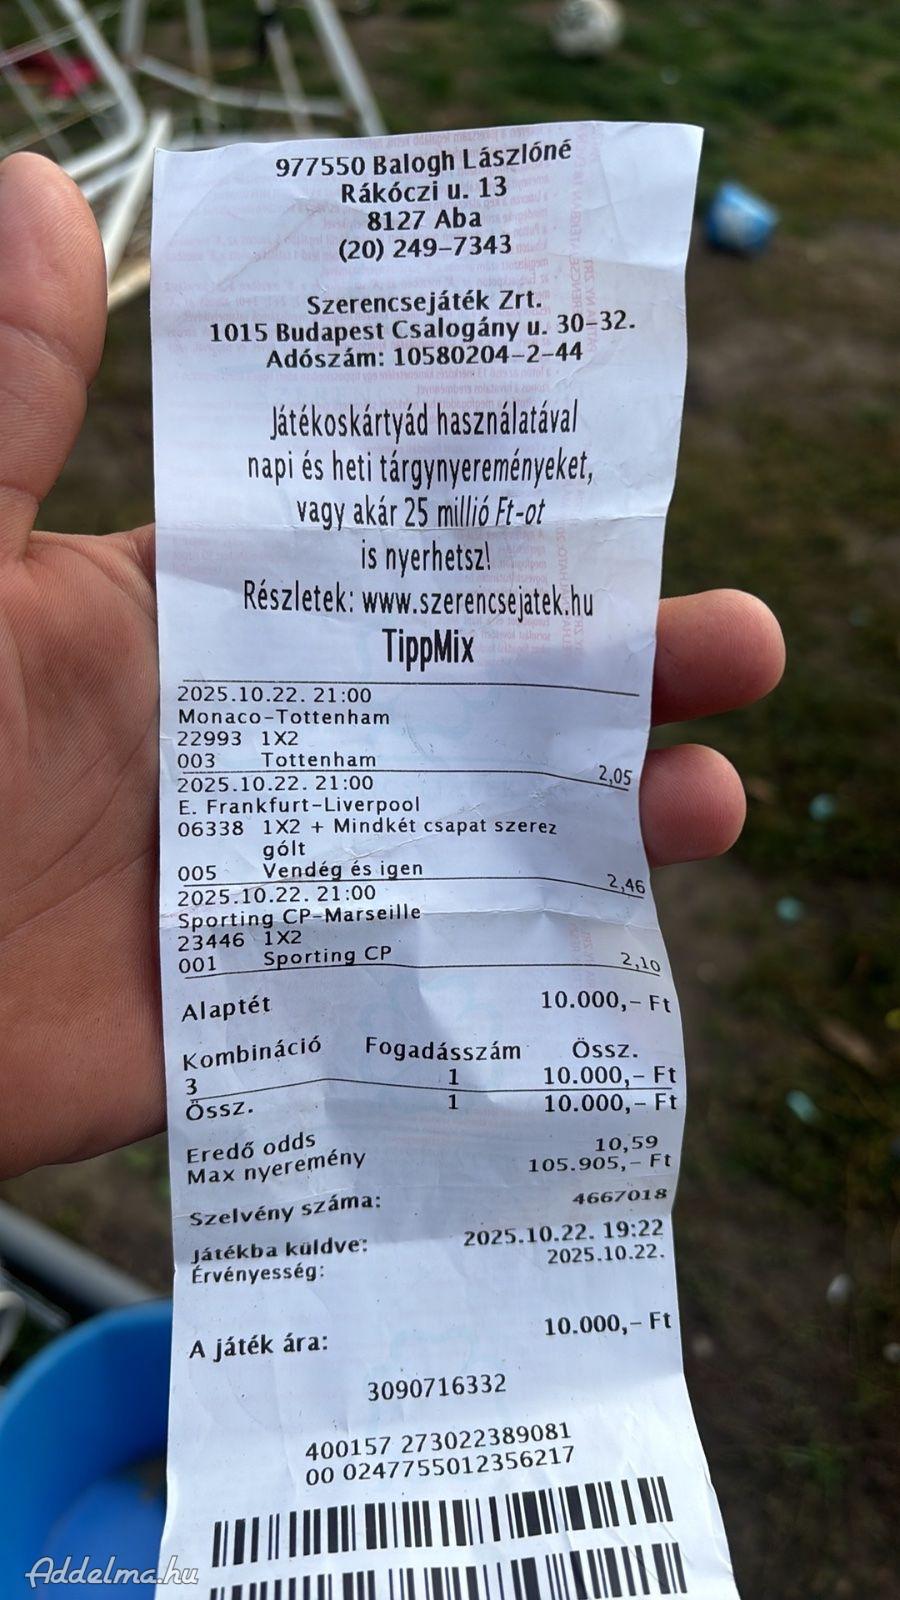 977550 Balogh Lászlóné
Rákóczi u. 13
8127 Aba
(20) 249-7343
Szerencsejáték Zrt.
1015 Budapest Csalogány u. 30-32.
Adószám: 10580204-2-44
Játékoskártyád használatával
napi és heti tárgynyereményeket,
vagy akár 25 millió Ft-ot
is nyerhetsz!
Részletek: www.szerencsejatek.hu
TippMix
2025.10.22. 21:00
Monaco-Tottenham
22993 1X2
003 Tottenham 2,05
2025.10.22. 21:00
E. Frankfurt-Liverpool
06338 1X2 + Mindkét csapat szerez
gólt
005 Vendég és igen 2,46
2025.10.22. 21:00
Sporting CP-Marseille
23446 1X2
001 Sporting CP 2,10
Alaptét 10.000,- Ft
Kombináció Fogadásszám Össz.
3 1 10.000,- Ft
Össz. 1 10.000,- Ft
Eredő odds 10,59
Max nyeremény 105.905,- Ft
Szelvény száma: 4667018
Játékba küldve: 2025.10.22. 19:22
Érvényesség: 2025.10.22.
A játék ára: 10.000,- Ft
3090716332
400157 273022389081
00 0247755012356217
Addelma.hu